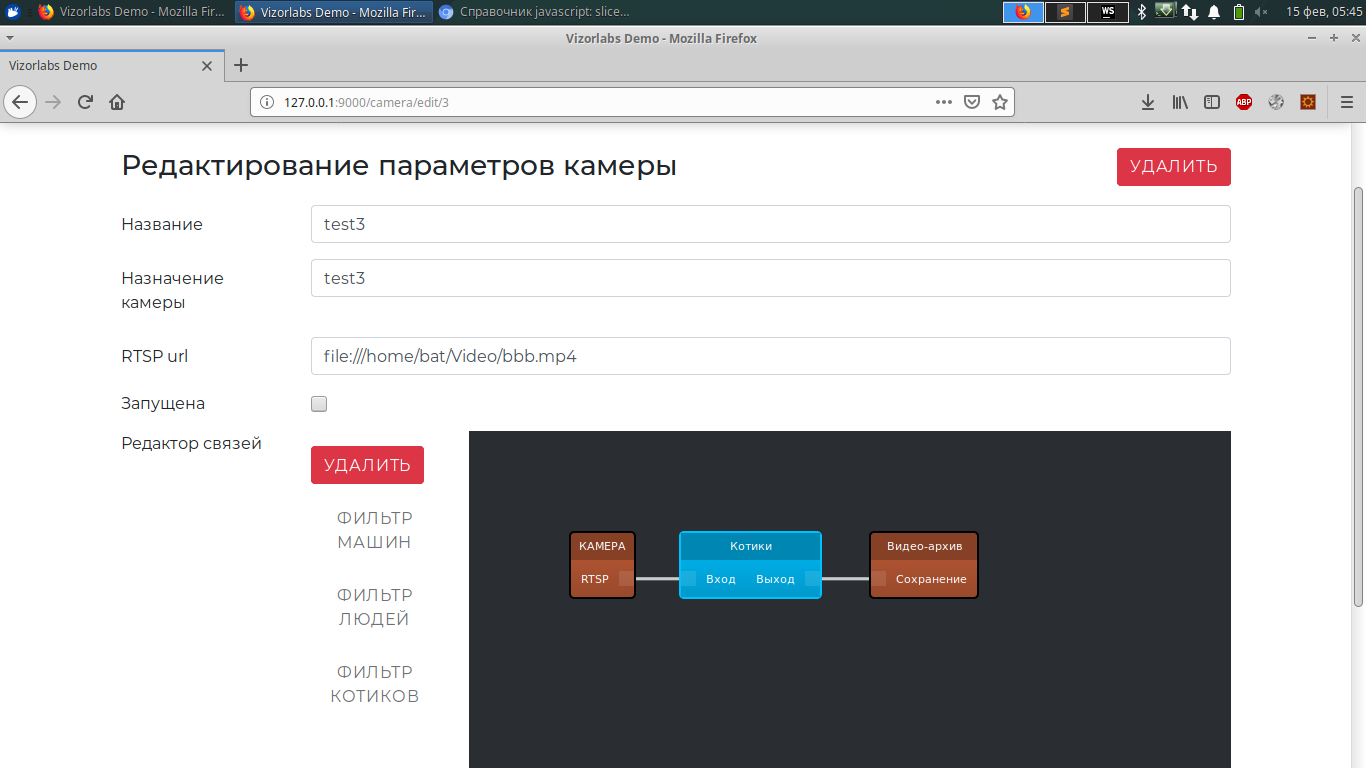 Vizorlabs Demo - Mozilla Fir...
Vizorlabs Demo - Mozilla Fir...
Справочник javascript: slice...
WS
15 фев, 05:45
Vizorlabs Demo - Mozilla Firefox
Vizorlabs Demo
127.0.0.1:9000/camera/edit/3
ABP
Редактирование параметров камеры
УДАЛИТЬ
Название
test3
Назначение
камеры
test3
RTSP url
file:///home/bat/Video/bbb.mp4
Запущена
Редактор связей
УДАЛИТЬ
ФИЛЬТР
МАШИН
ФИЛЬТР
ЛЮДЕЙ
ФИЛЬТР
КОТИКОВ
КАМЕРА
RTSP
Котики
Вход
Выход
Видео-архив
Сохранение